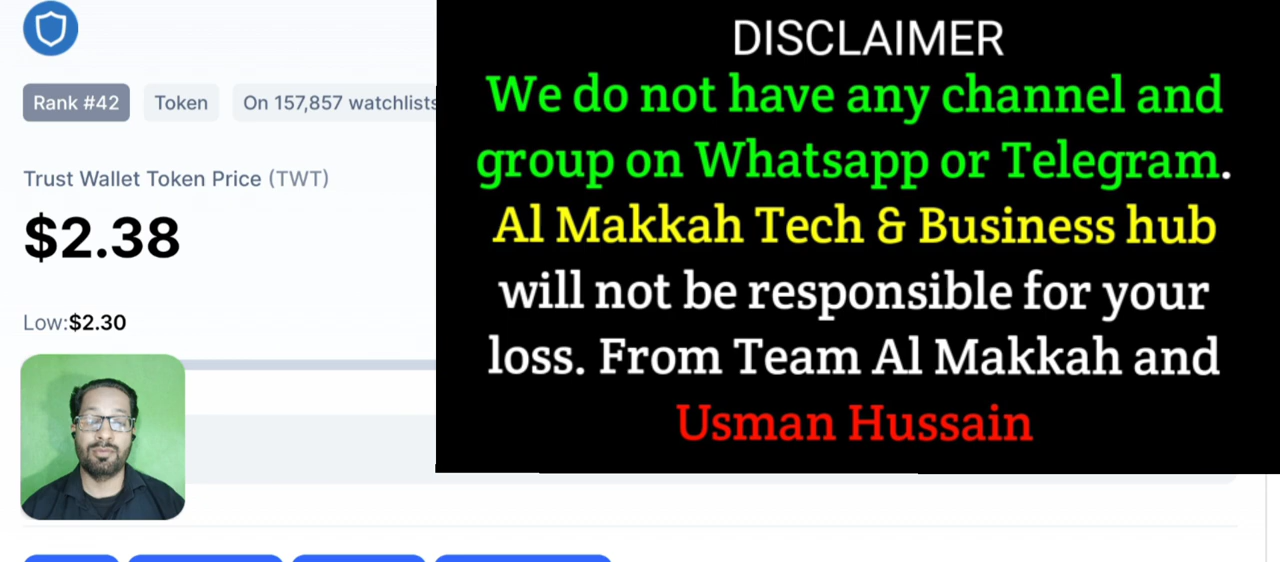 Rank #42
Token
On 157,857 watchlists
Trust Wallet Token Price (TWT)
$2.38
Low:$2.30
DISCLAIMER
We do not have any channel and
group on Whatsapp or Telegram.
Al Makkah Tech & Business hub
will not be responsible for your
loss. From Team Al Makkah and
Usman Hussain